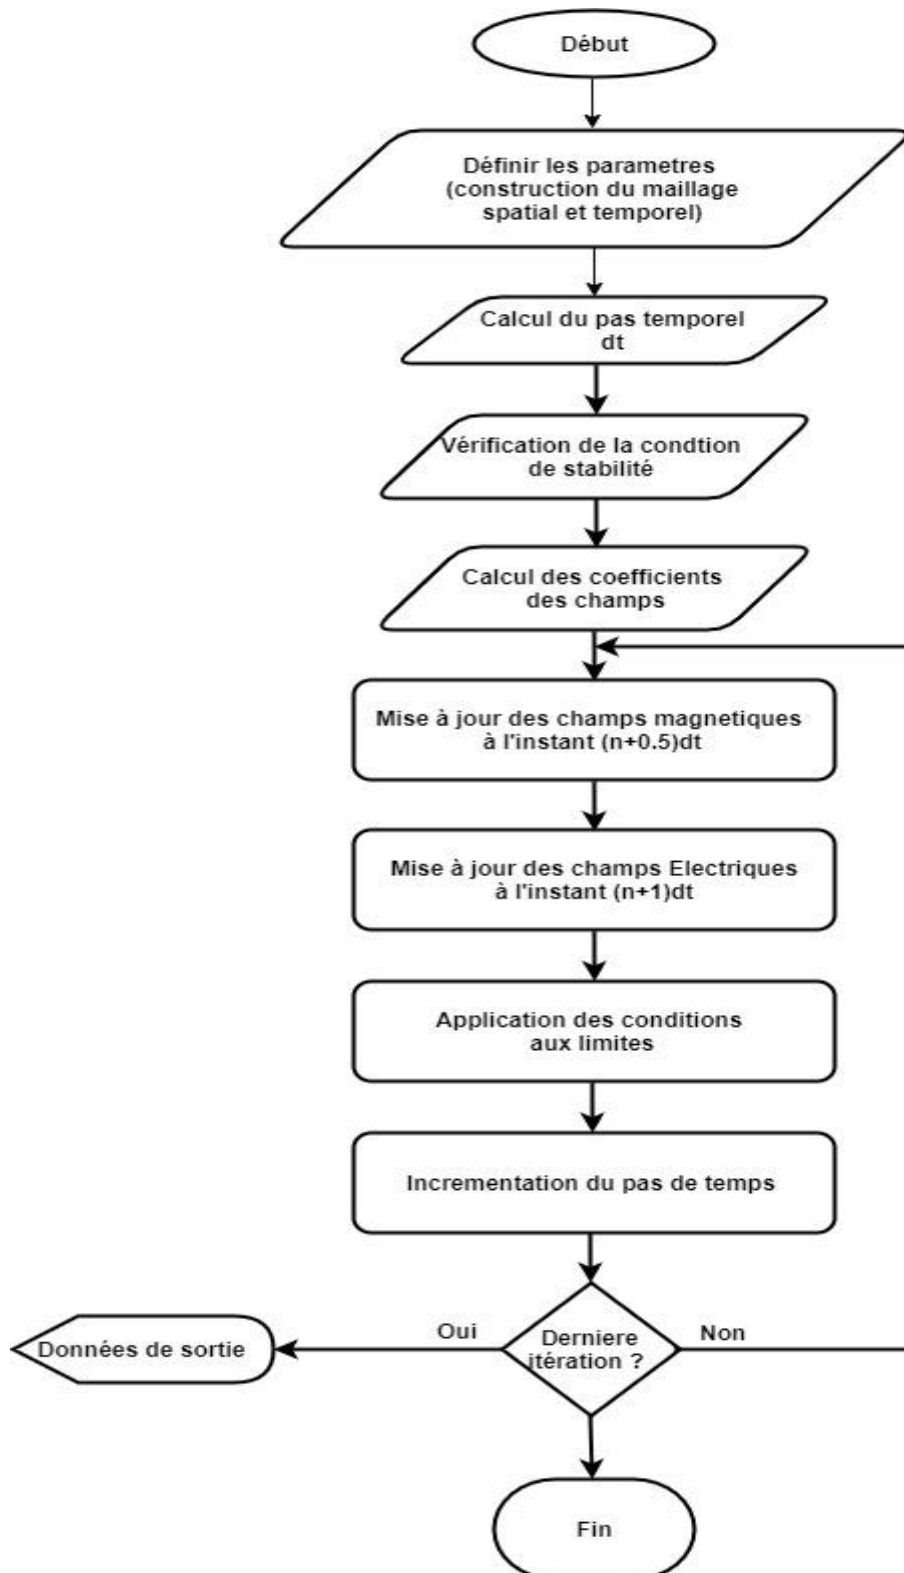 Début
Définir les parametres
(construction du maillage
spatial et temporel)
Calcul du pas temporel
dt
Vérification de la condtion
de stabilité
Calcul des coefficients
des champs
Mise à jour des champs magnetiques
à l'instant (n+0.5)dt
Mise à jour des champs Electriques
à l'instant (n+1)dt
Application des conditions
aux limites
Incrementation du pas de temps
Oui
Derniere
itération ?
Non
Données de sortie
Fin